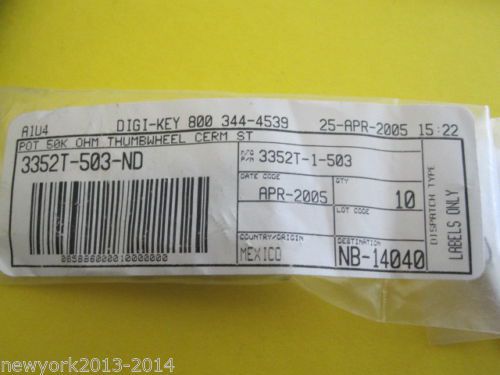 A1U4 DIGI-KEY 800 344-4539 25-APR-2005 15:22
POT 50K OHM THUMBWHEEL CERM ST
3352T-503-ND
P/N 3352T-1-503
DATE CODE QTY
APR-2005 10
LOT CODE
COUNTRY/ORIGIN DESTINATION
MEXICO NB-14040
DISPATCH TYPE
LABELS ONLY
newyork2013-2014